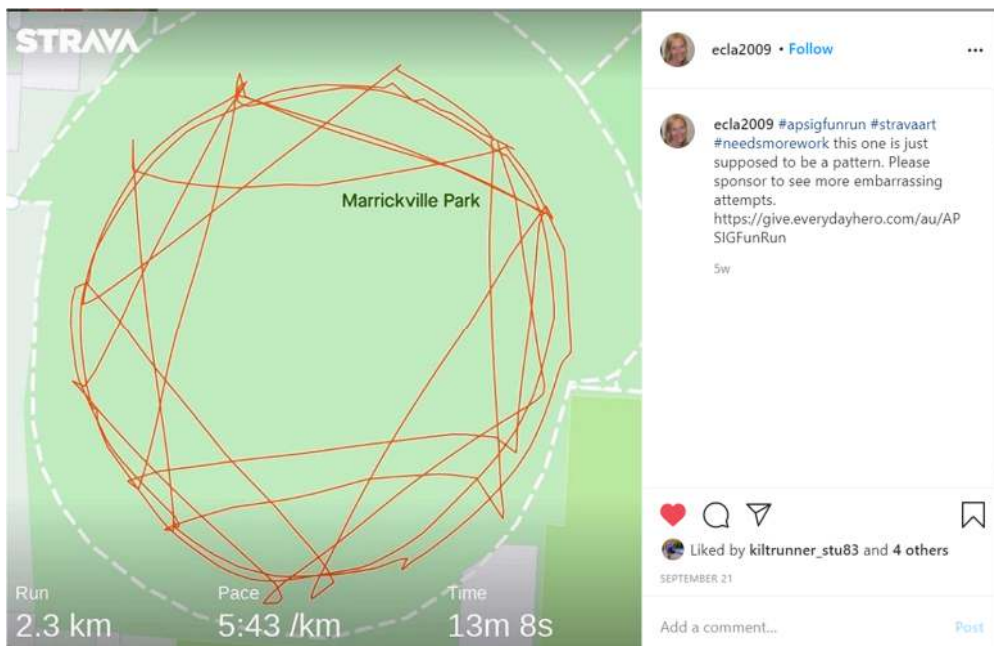 STRAVA
Marrickville Park
Run
2.3 km
Pace
5:43 /km
Time
13m 8s
ecla2009 • Follow
ecla2009 #apsigfunrun #stravaart
#needsmorework this one is just
supposed to be a pattern. Please
sponsor to see more embarrassing
attempts.
https://give.everydayhero.com/au/AP
SIGFunRun
5w
Liked by kiltrunner_stu83 and 4 others
SEPTEMBER 21
Add a comment...
Post